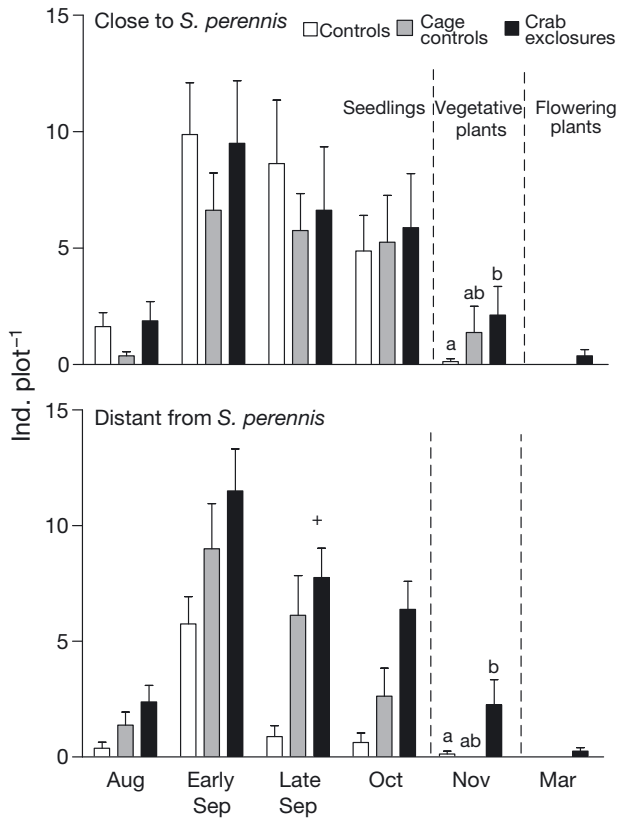 15
Close to S. perennis
Controls
Cage controls
Crab exclosures
10
Seedlings
Vegetative plants
Flowering plants
5
a
ab
b
0
Ind. plot⁻¹
15
Distant from S. perennis
10
+
5
a
ab
b
0
Aug
Early Sep
Late Sep
Oct
Nov
Mar